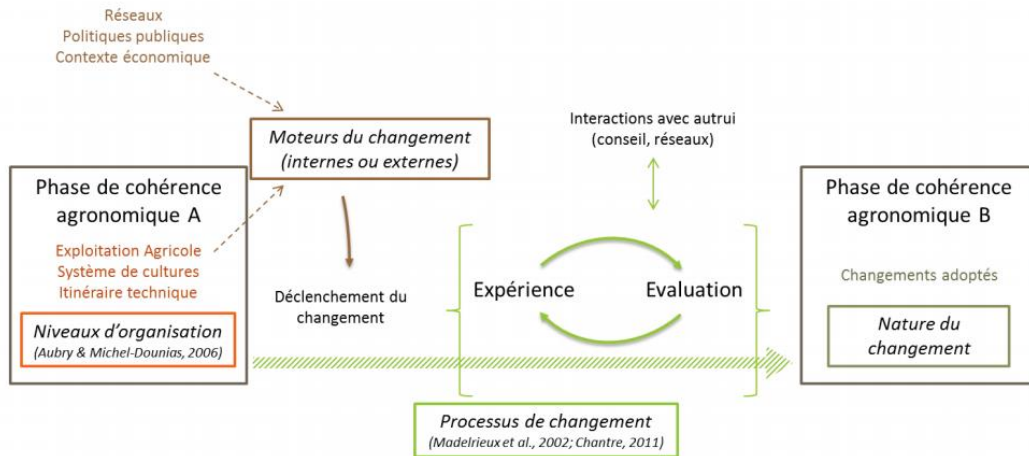 Réseaux
Politiques publiques
Contexte économique
Moteurs du changement
(internes ou externes)
Interactions avec autrui
(conseil, réseaux)
Phase de cohérence
agronomique A
Exploitation Agricole
Système de cultures
Itinéraire technique
Niveaux d'organisation
(Aubry & Michel-Dounias, 2006)
Déclenchement du
changement
Expérience
Evaluation
Phase de cohérence
agronomique B
Changements adoptés
Nature du
changement
Processus de changement
(Madelrieux et al., 2002; Chantre, 2011)